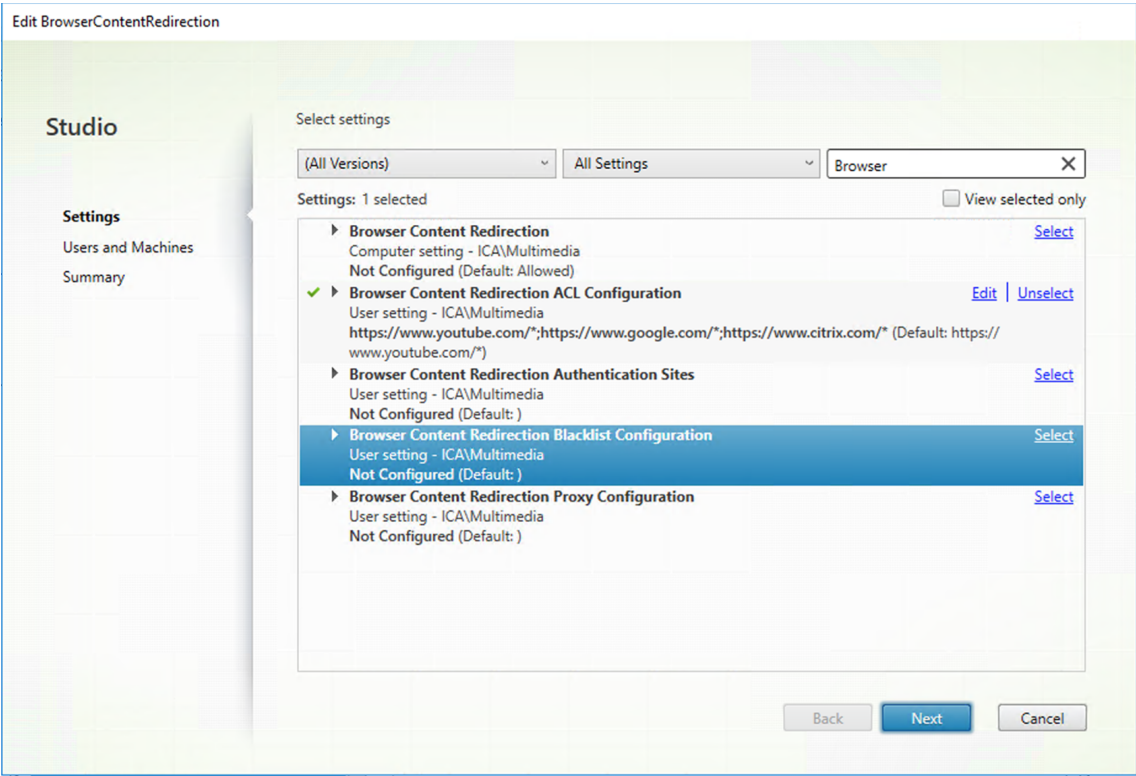 Edit BrowserContentRedirection
Studio
Settings
Users and Machines
Summary
Select settings
(All Versions)
All Settings
Browser
Settings: 1 selected
View selected only
Browser Content Redirection
Select
Computer setting - ICA\Multimedia
Not Configured (Default: Allowed)
Browser Content Redirection ACL Configuration
Edit | Unselect
User setting - ICA\Multimedia
https://www.youtube.com/*;https://www.google.com/*;https://www.citrix.com/* (Default: https://
www.youtube.com/*)
Browser Content Redirection Authentication Sites
Select
User setting - ICA\Multimedia
Not Configured (Default: )
Browser Content Redirection Blacklist Configuration
Select
User setting - ICA\Multimedia
Not Configured (Default: )
Browser Content Redirection Proxy Configuration
Select
User setting - ICA\Multimedia
Not Configured (Default: )
Back
Next
Cancel